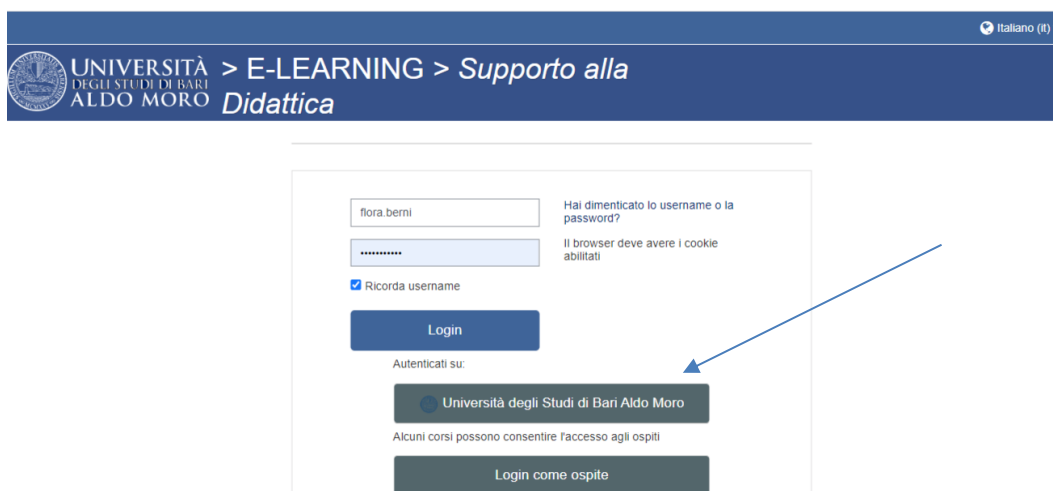 Italiano (it)
UNIVERSITÀ
DEGLI STUDI DI BARI
ALDO MORO
> E-LEARNING > Supporto alla
Didattica
flora.berni
Hai dimenticato lo username o la
password?
•••••••••••
Il browser deve avere i cookie
abilitati
Ricorda username
Login
Autenticati su:
Università degli Studi di Bari Aldo Moro
Alcuni corsi possono consentire l'accesso agli ospiti
Login come ospite